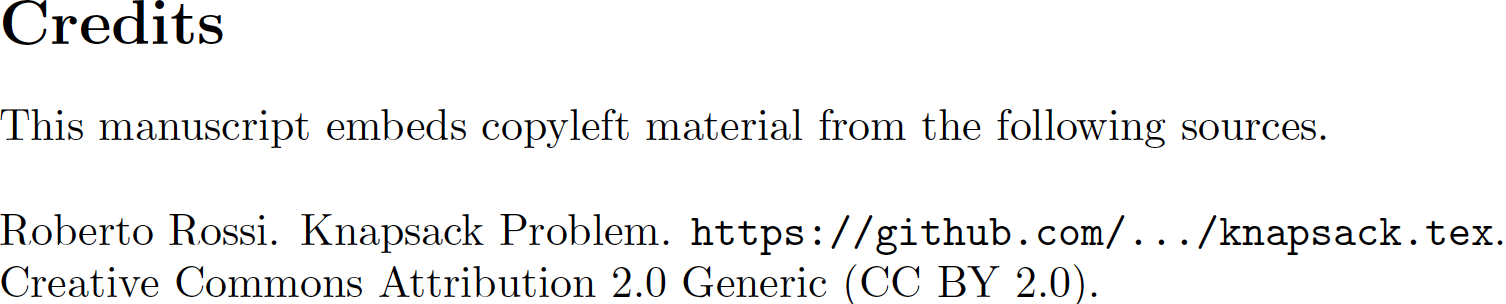 Credits
This manuscript embeds copyleft material from the following sources.
Roberto Rossi. Knapsack Problem. https://github.com/.../knapsack.tex.
Creative Commons Attribution 2.0 Generic (CC BY 2.0).